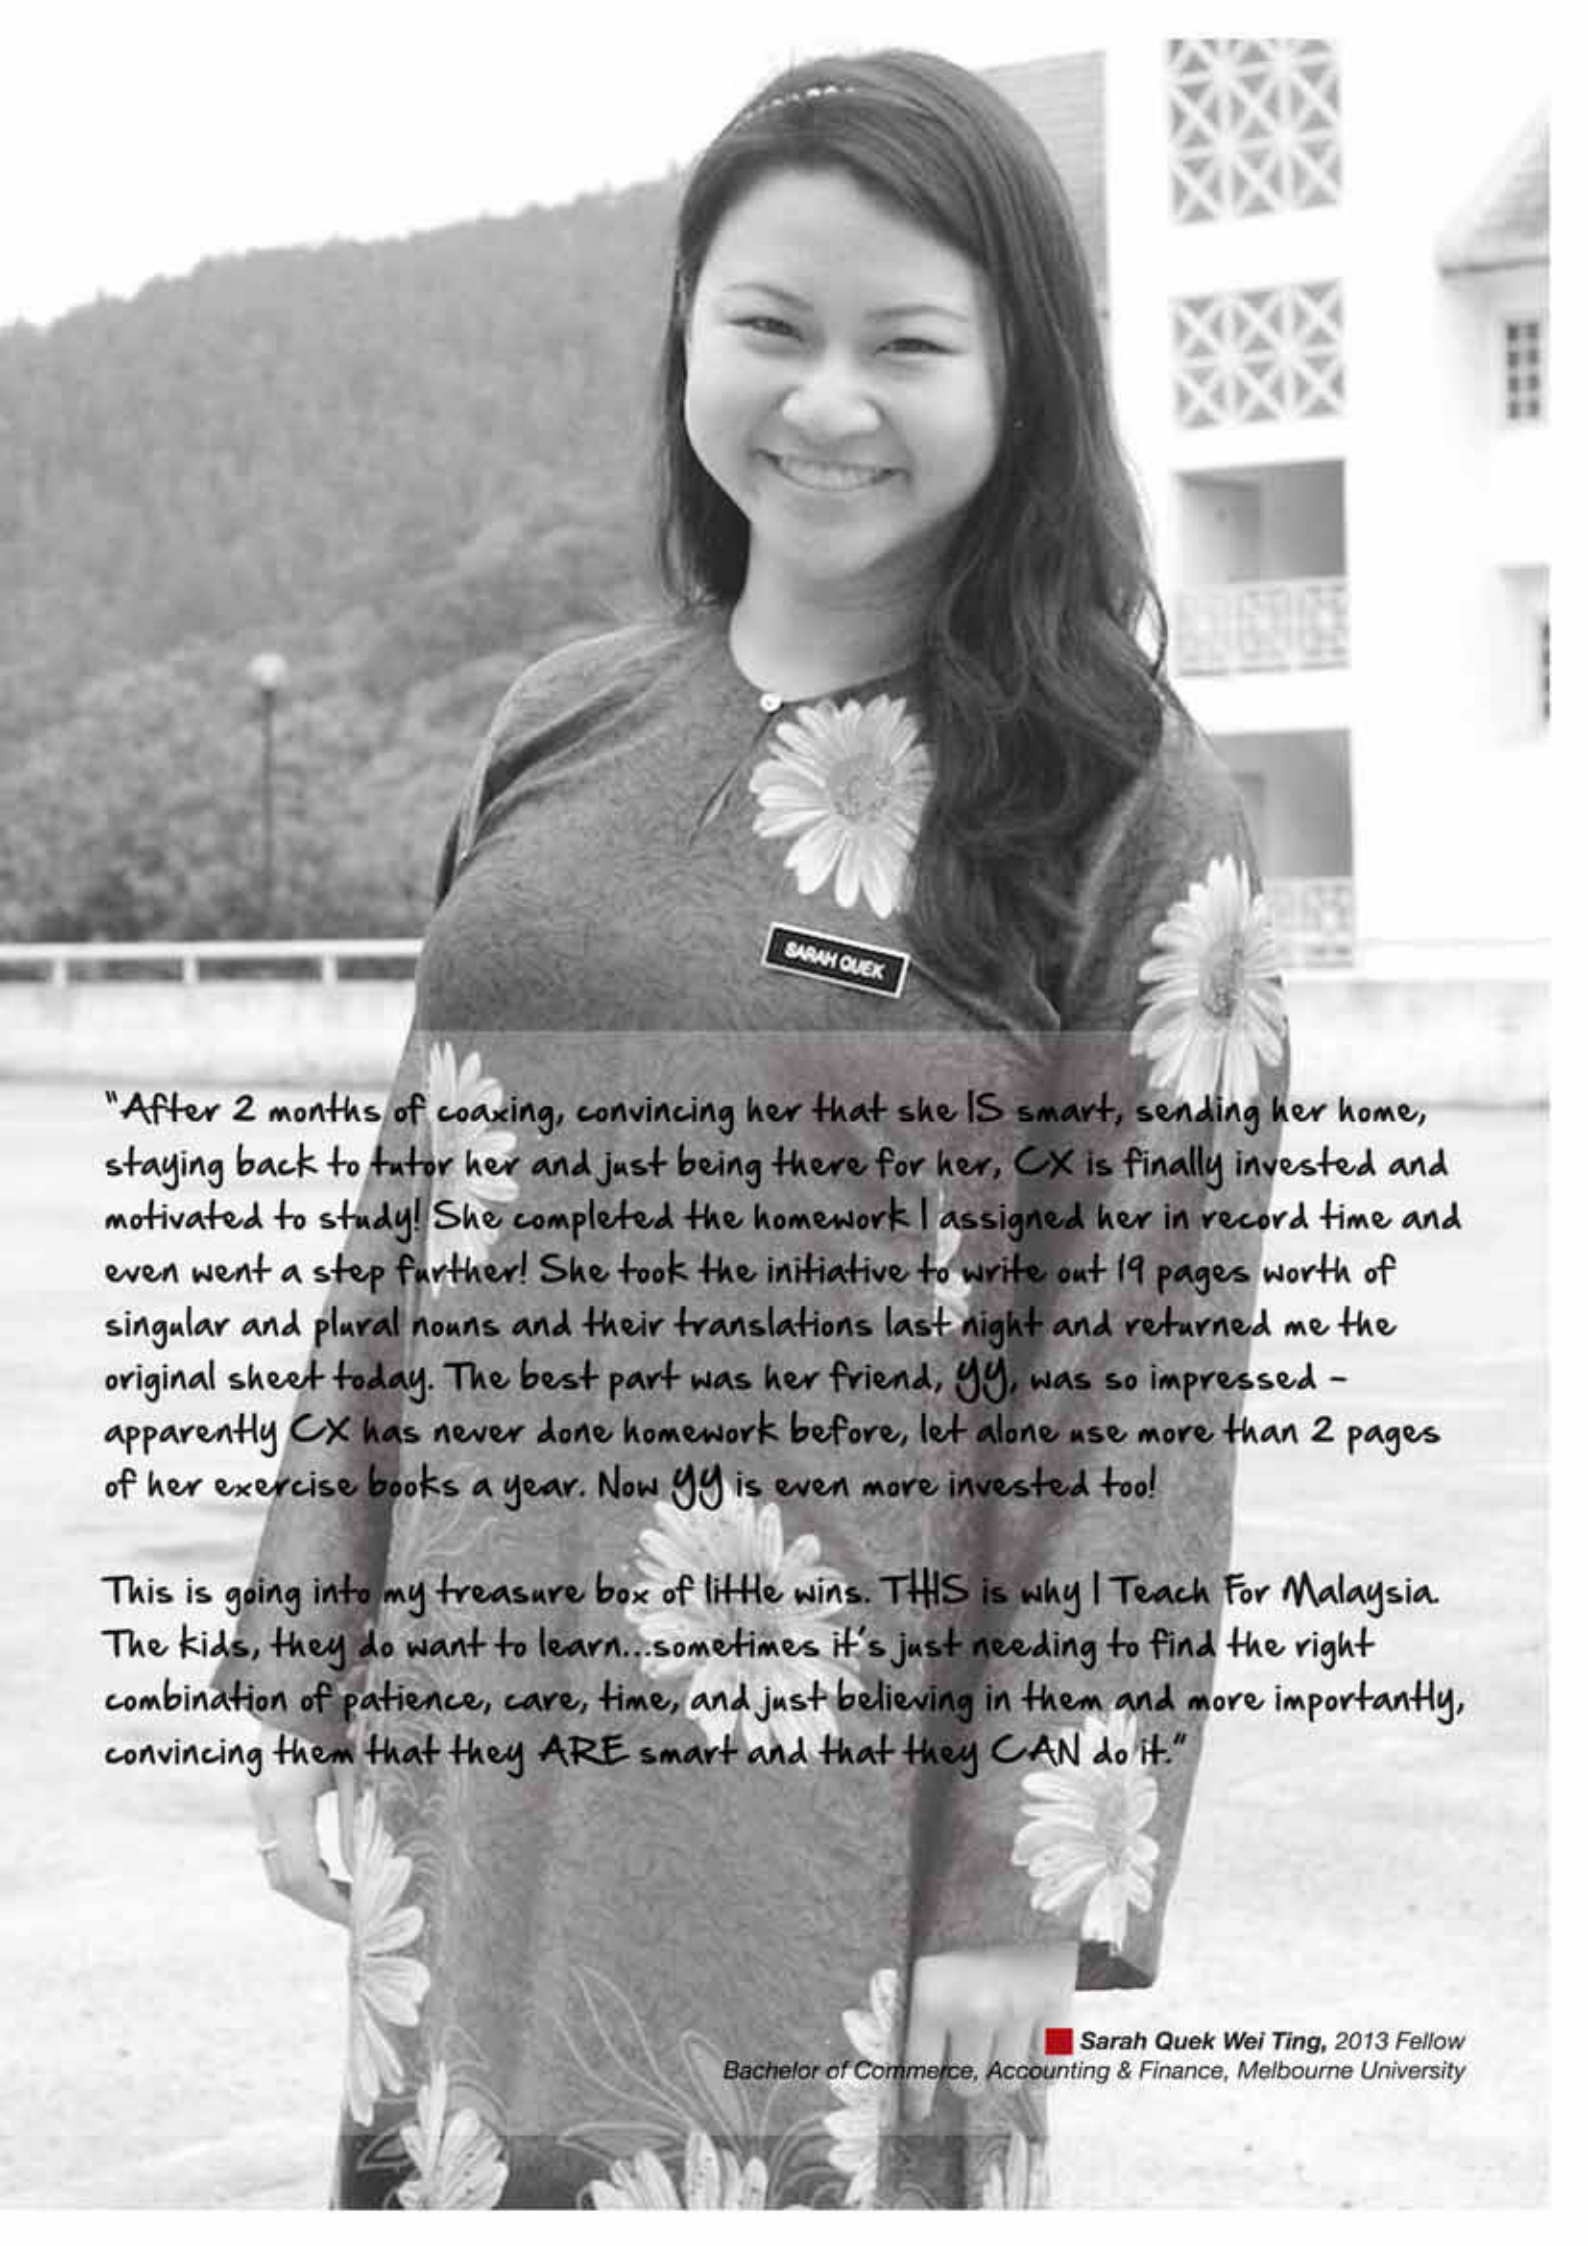 SARAH QUEK
"After 2 months of coaxing, convincing her that she IS smart, sending her home,
staying back to tutor her and just being there for her, CX is finally invested and
motivated to study! She completed the homework I assigned her in record time and
even went a step further! She took the initiative to write out 19 pages worth of
singular and plural nouns and their translations last night and returned me the
original sheet today. The best part was her friend, YY, was so impressed –
apparently CX has never done homework before, let alone use more than 2 pages
of her exercise books a year. Now YY is even more invested too!
This is going into my treasure box of little wins. THIS is why I Teach For Malaysia.
The kids, they do want to learn...sometimes it's just needing to find the right
combination of patience, care, time, and just believing in them and more importantly,
convincing them that they ARE smart and that they CAN do it."
Sarah Quek Wei Ting, 2013 Fellow
Bachelor of Commerce, Accounting & Finance, Melbourne University